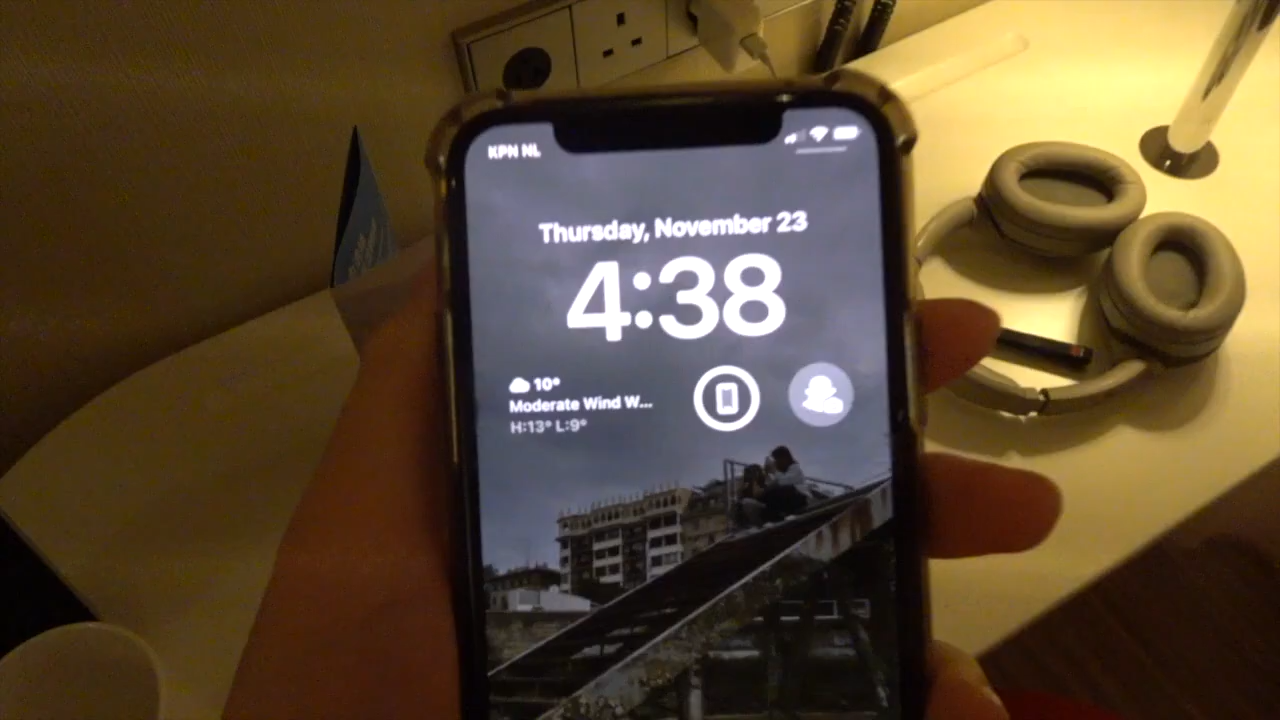 KPN NL
Thursday, November 23
4:38
10°
Moderate Wind W...
H:13° L:9°